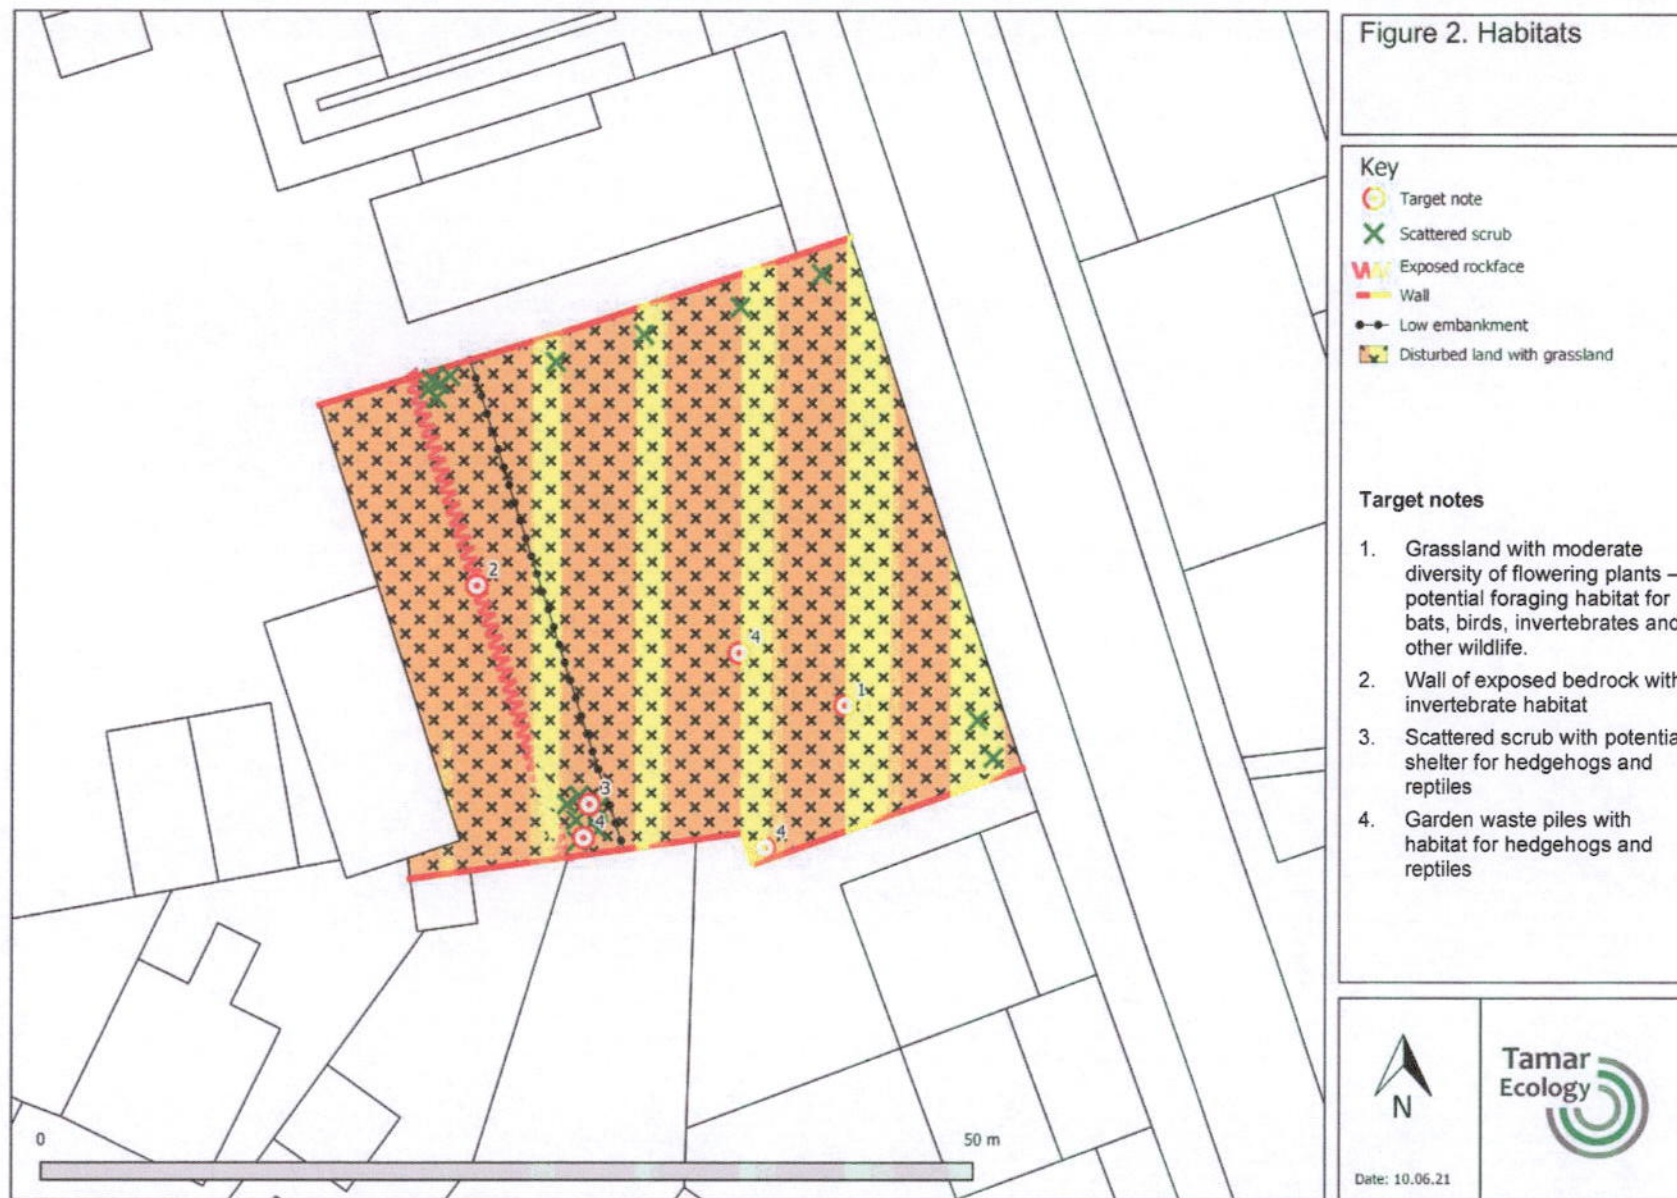 Figure 2. Habitats
Key
Target note
Scattered scrub
Exposed rockface
Wall
Low embankment
Disturbed land with grassland
Target notes
1. Grassland with moderate
diversity of flowering plants –
potential foraging habitat for
bats, birds, invertebrates and
other wildlife.
2. Wall of exposed bedrock with
invertebrate habitat
3. Scattered scrub with potentia
shelter for hedgehogs and
reptiles
4. Garden waste piles with
habitat for hedgehogs and
reptiles
2
4
1
3
4
4
0
50 m
N
Tamar
Ecology
Date: 10.06.21